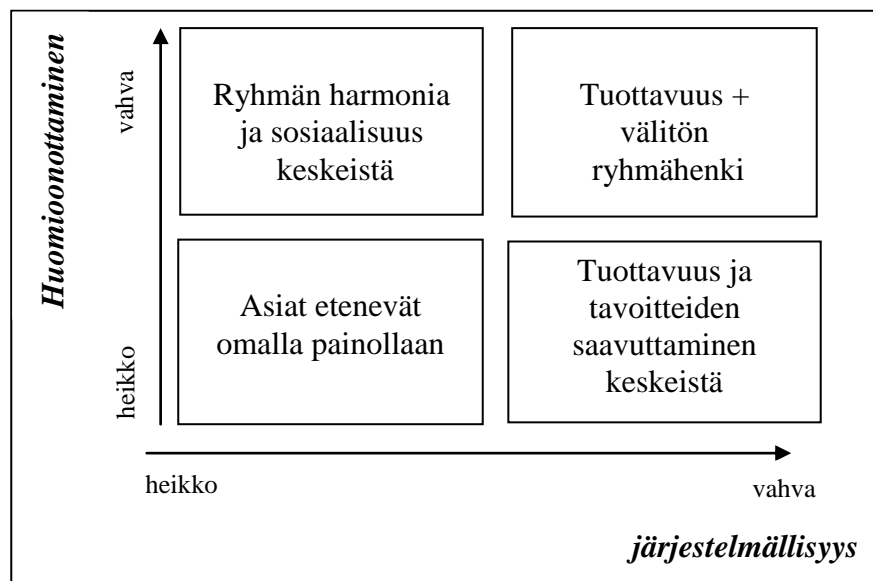 Huomioonottaminen
vahva
heikko
Ryhmän harmonia
ja sosiaalisuus
keskeistä
Tuottavuus +
välitön
ryhmähenki
Asiat etenevät
omalla painollaan
Tuottavuus ja
tavoitteiden
saavuttaminen
keskeistä
heikko
vahva
järjestelmällisyys